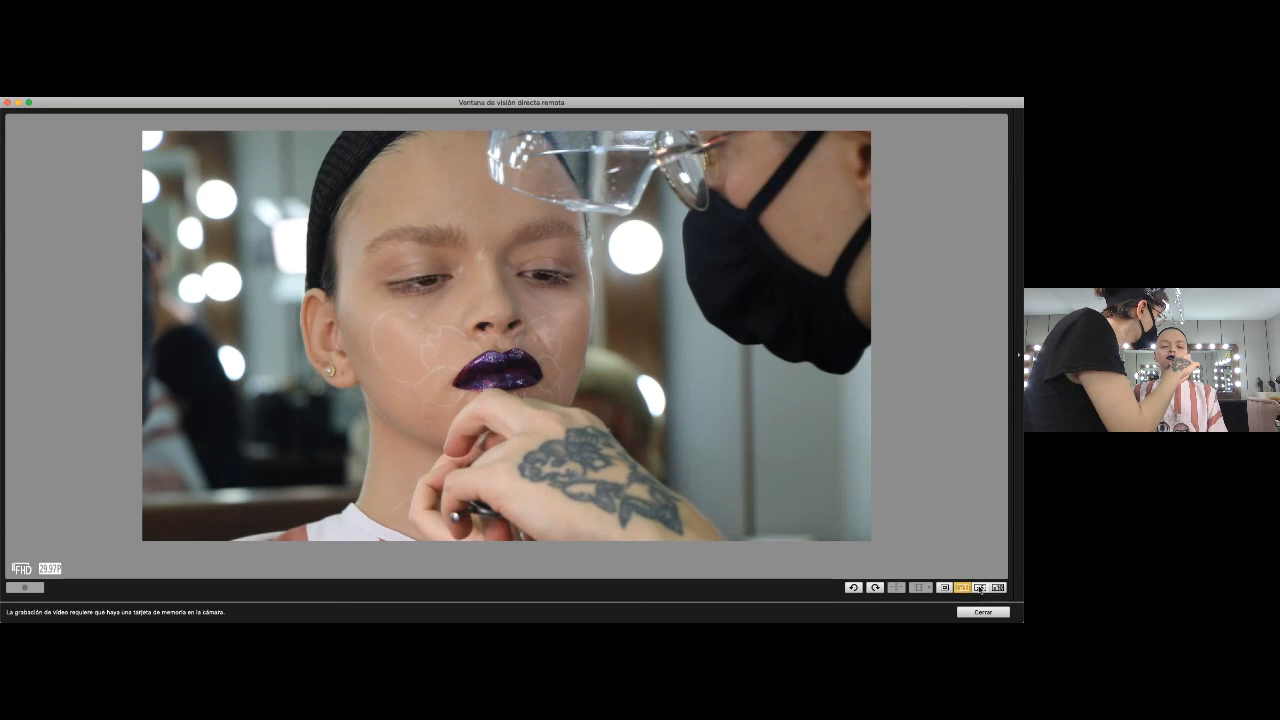 Ventana de visión directa remota
FHD 29.97P
La grabación de vídeo requiere que haya una tarjeta de memoria en la cámara.
Cerrar